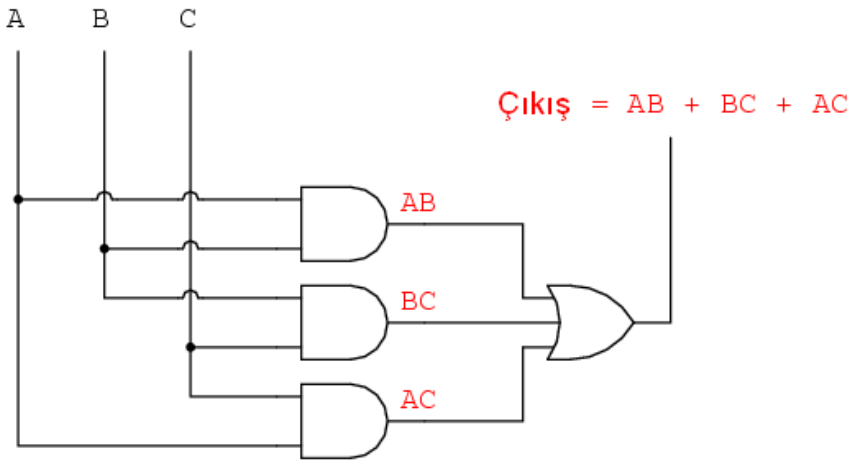 A B C
Çıkış = AB + BC + AC
AB
BC
AC